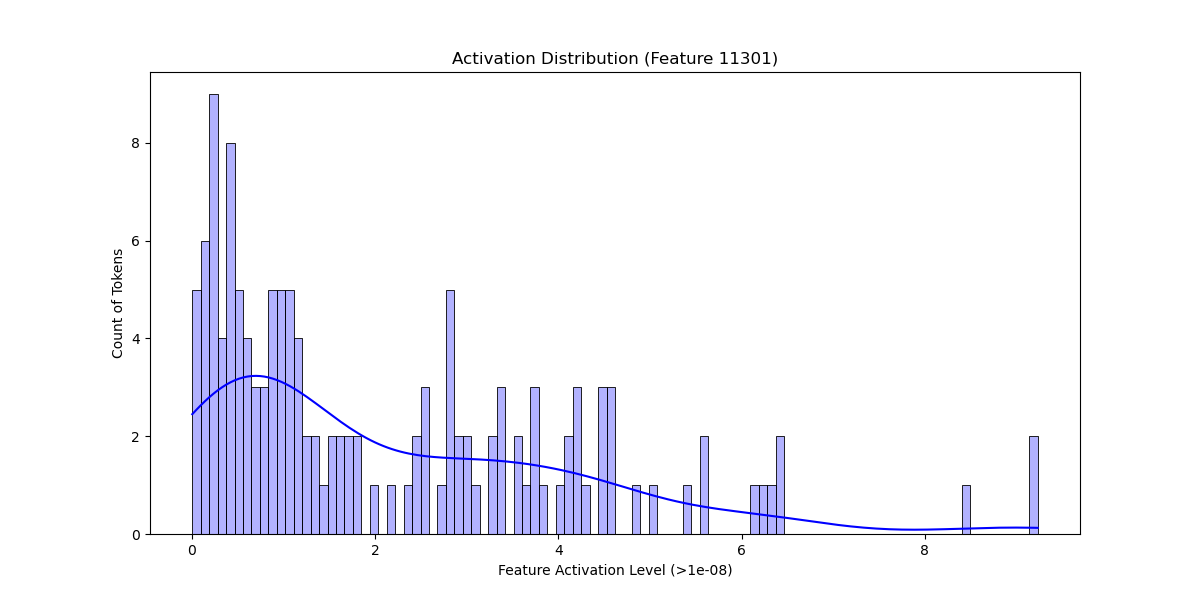 Activation Distribution (Feature 11301)
8
6
4
2
0
Count of Tokens
0 2 4 6 8
Feature Activation Level (>1e-08)